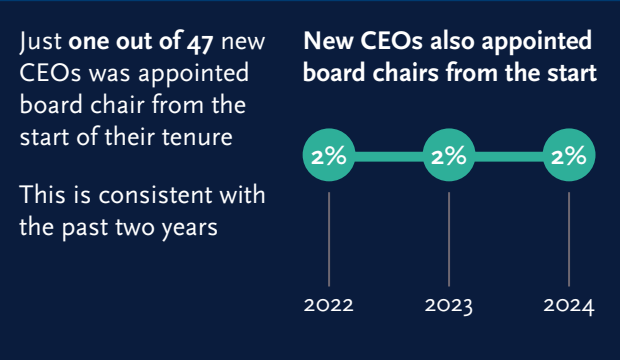 Just one out of 47 new
CEOs was appointed
board chair from the
start of their tenure
This is consistent with
the past two years
New CEOs also appointed
board chairs from the start
2% 2% 2%
2022 2023 2024